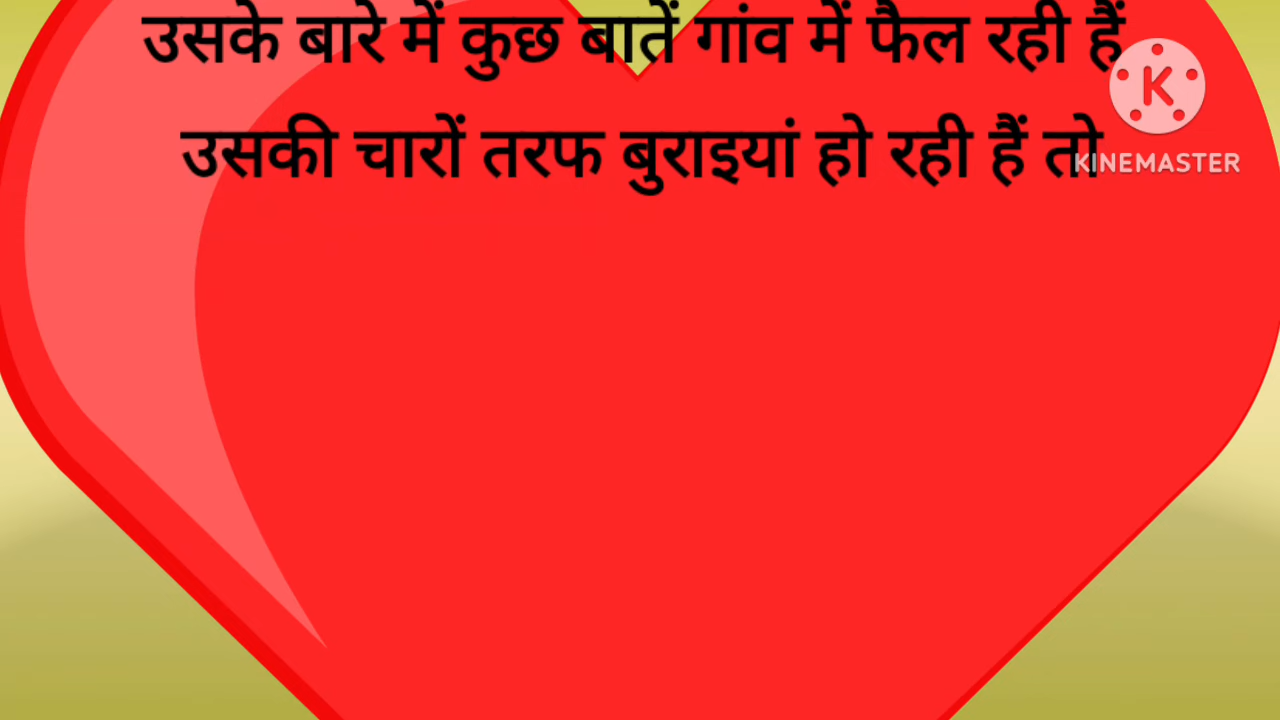 उसके बारे में कुछ बातें गांव में फैल रही हैं
उसकी चारों तरफ बुराइयां हो रही हैं तो
K
KINEMASTER